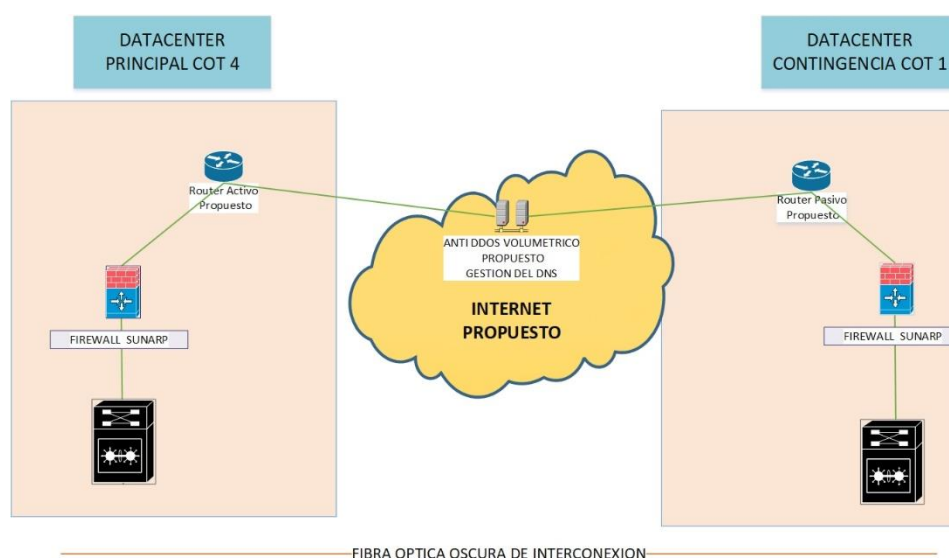 DATACENTER
PRINCIPAL COT 4
DATACENTER
CONTINGENCIA COT 1
Router Activo
Propuesto
Router Pasivo
Propuesto
ANTI DDOS VOLUMETRICO
PROPUESTO
GESTION DEL DNS
INTERNET
PROPUESTO
FIREWALL SUNARP
FIREWALL SUNARP
FIBRA OPTICA OSCURA DE INTERCONEXION